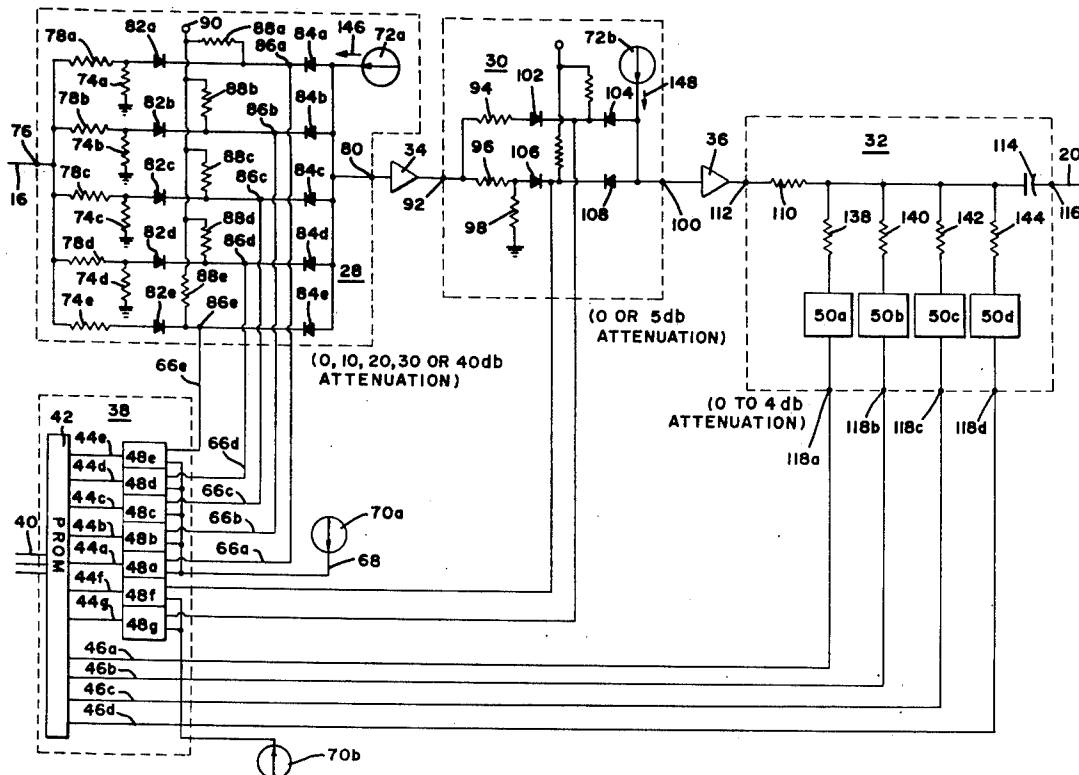 78a
82a
90
88a
86a
84a
146
72a
74a
78b
82b
88b
86b
84b
76
74b
78c
82c
88c
86c
84c
80
34
16
74c
78d
82d
88d
86d
84d
28
74d
88e
74e
82e
86e
84e
(0, 10, 20, 30 OR 40db
ATTENUATION)
30
72b
102
104
148
94
96
106
92
98
108
100
(0 OR 5db
ATTENUATION)
36
112
110
32
114
20
116
138
140
142
144
50a
50b
50c
50d
(0 TO 4 db
ATTENUATION)
118a
118b
118c
118d
66e
66d
66c
66b
66a
70a
68
42
38
40
PROM
44e
48e
44d
48d
44c
48c
44b
48b
44a
48a
44f
48f
44g
48g
46a
46b
46c
46d
70b